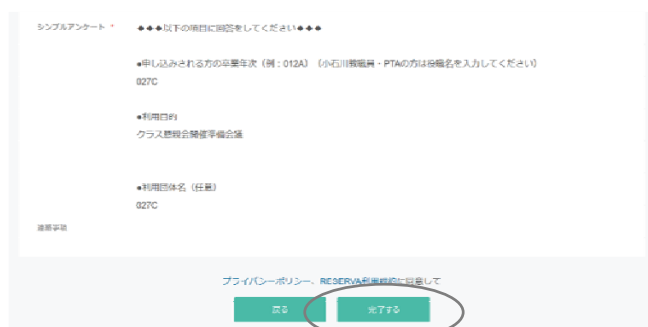 シンプルアンケート * ◆◆◆以下の項目に回答をしてください◆◆◆
●申し込みされる方の卒業年次（例：012A）（小石川教職員・PTAの方は役職名を入力してください）
027C
●利用目的
クラス懇親会開催準備会議
●利用団体名（任意）
027C
連絡事項
プライバシーポリシー、RESERVA利用規約に同意して
戻る 完了する